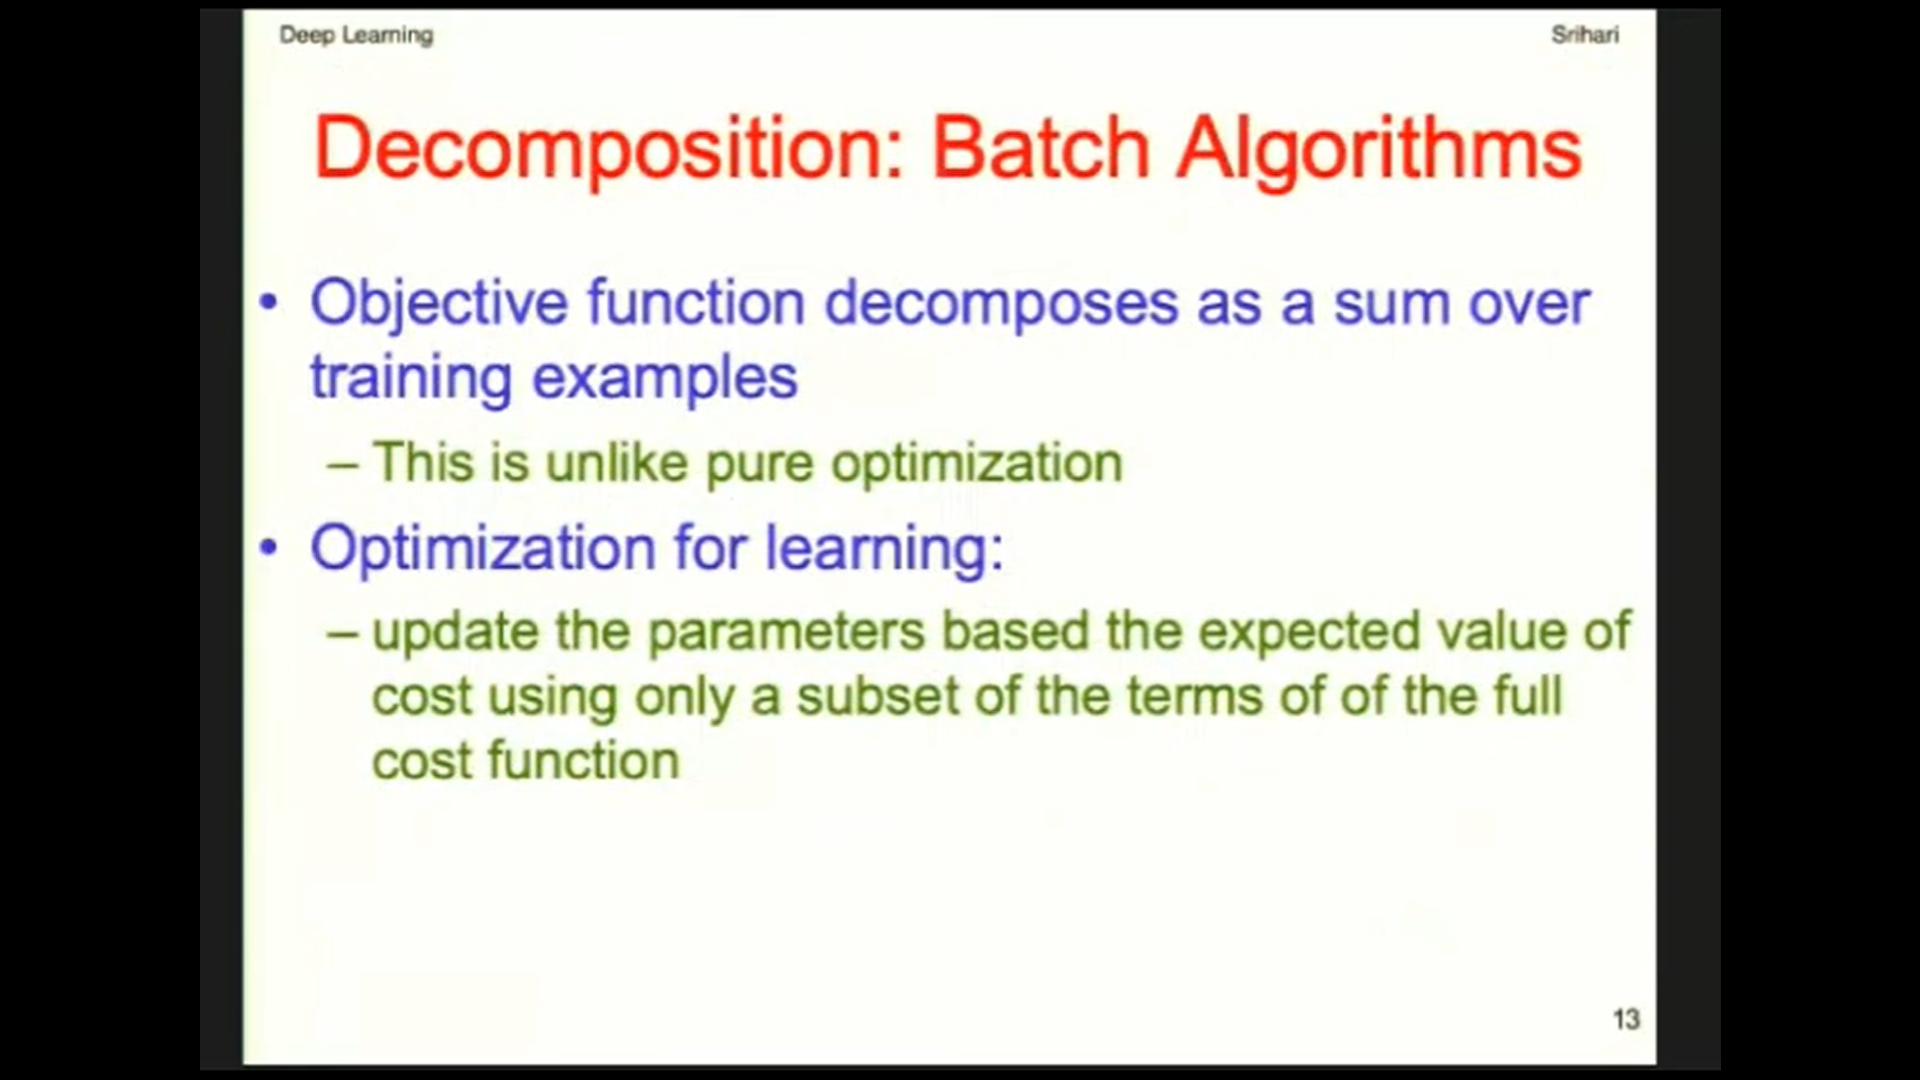 Deep Learning
Srihari
Decomposition: Batch Algorithms
• Objective function decomposes as a sum over
training examples
– This is unlike pure optimization
• Optimization for learning:
– update the parameters based the expected value of
cost using only a subset of the terms of of the full
cost function
13